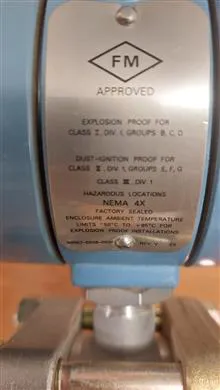 FM
APPROVED
EXPLOSION PROOF FOR
CLASS I, DIV. 1, GROUPS B, C, D
DUST-IGNITION PROOF FOR
CLASS II, DIV. 1, GROUPS E, F, G
CLASS III, DIV. 1
HAZARDOUS LOCATIONS
NEMA 4X
FACTORY SEALED
ENCLOSURE AMBIENT TEMPERATURE
LIMITS -50°C TO +85°C FOR
EXPLOSION PROOF INSTALLATIONS
REV.